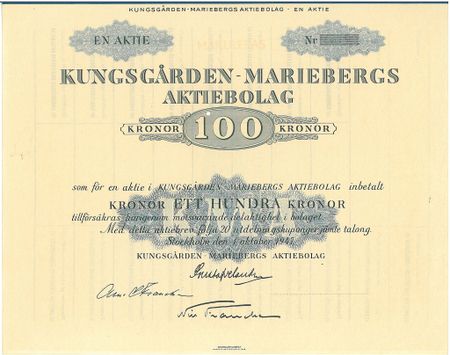 KUNGSGÅRDEN-MARIEBERGS AKTIEBOLAG - EN AKTIE
EN AKTIE Nr
KUNGSGÅRDEN-MARIEBERGS
AKTIEBOLAG
KRONOR 100 KRONOR
som för en aktie i KUNGSGÅRDEN-MARIEBERGS AKTIEBOLAG inbetalt
KRONOR ETT HUNDRA KRONOR
tillförsäkras härigenom motsvarande delaktighet i bolaget.
Med detta aktiebrev följa 20 utdelningskuponger jämte talong.
Stockholm den 1 oktober 1947.
KUNGSGÅRDEN-MARIEBERGS AKTIEBOLAG